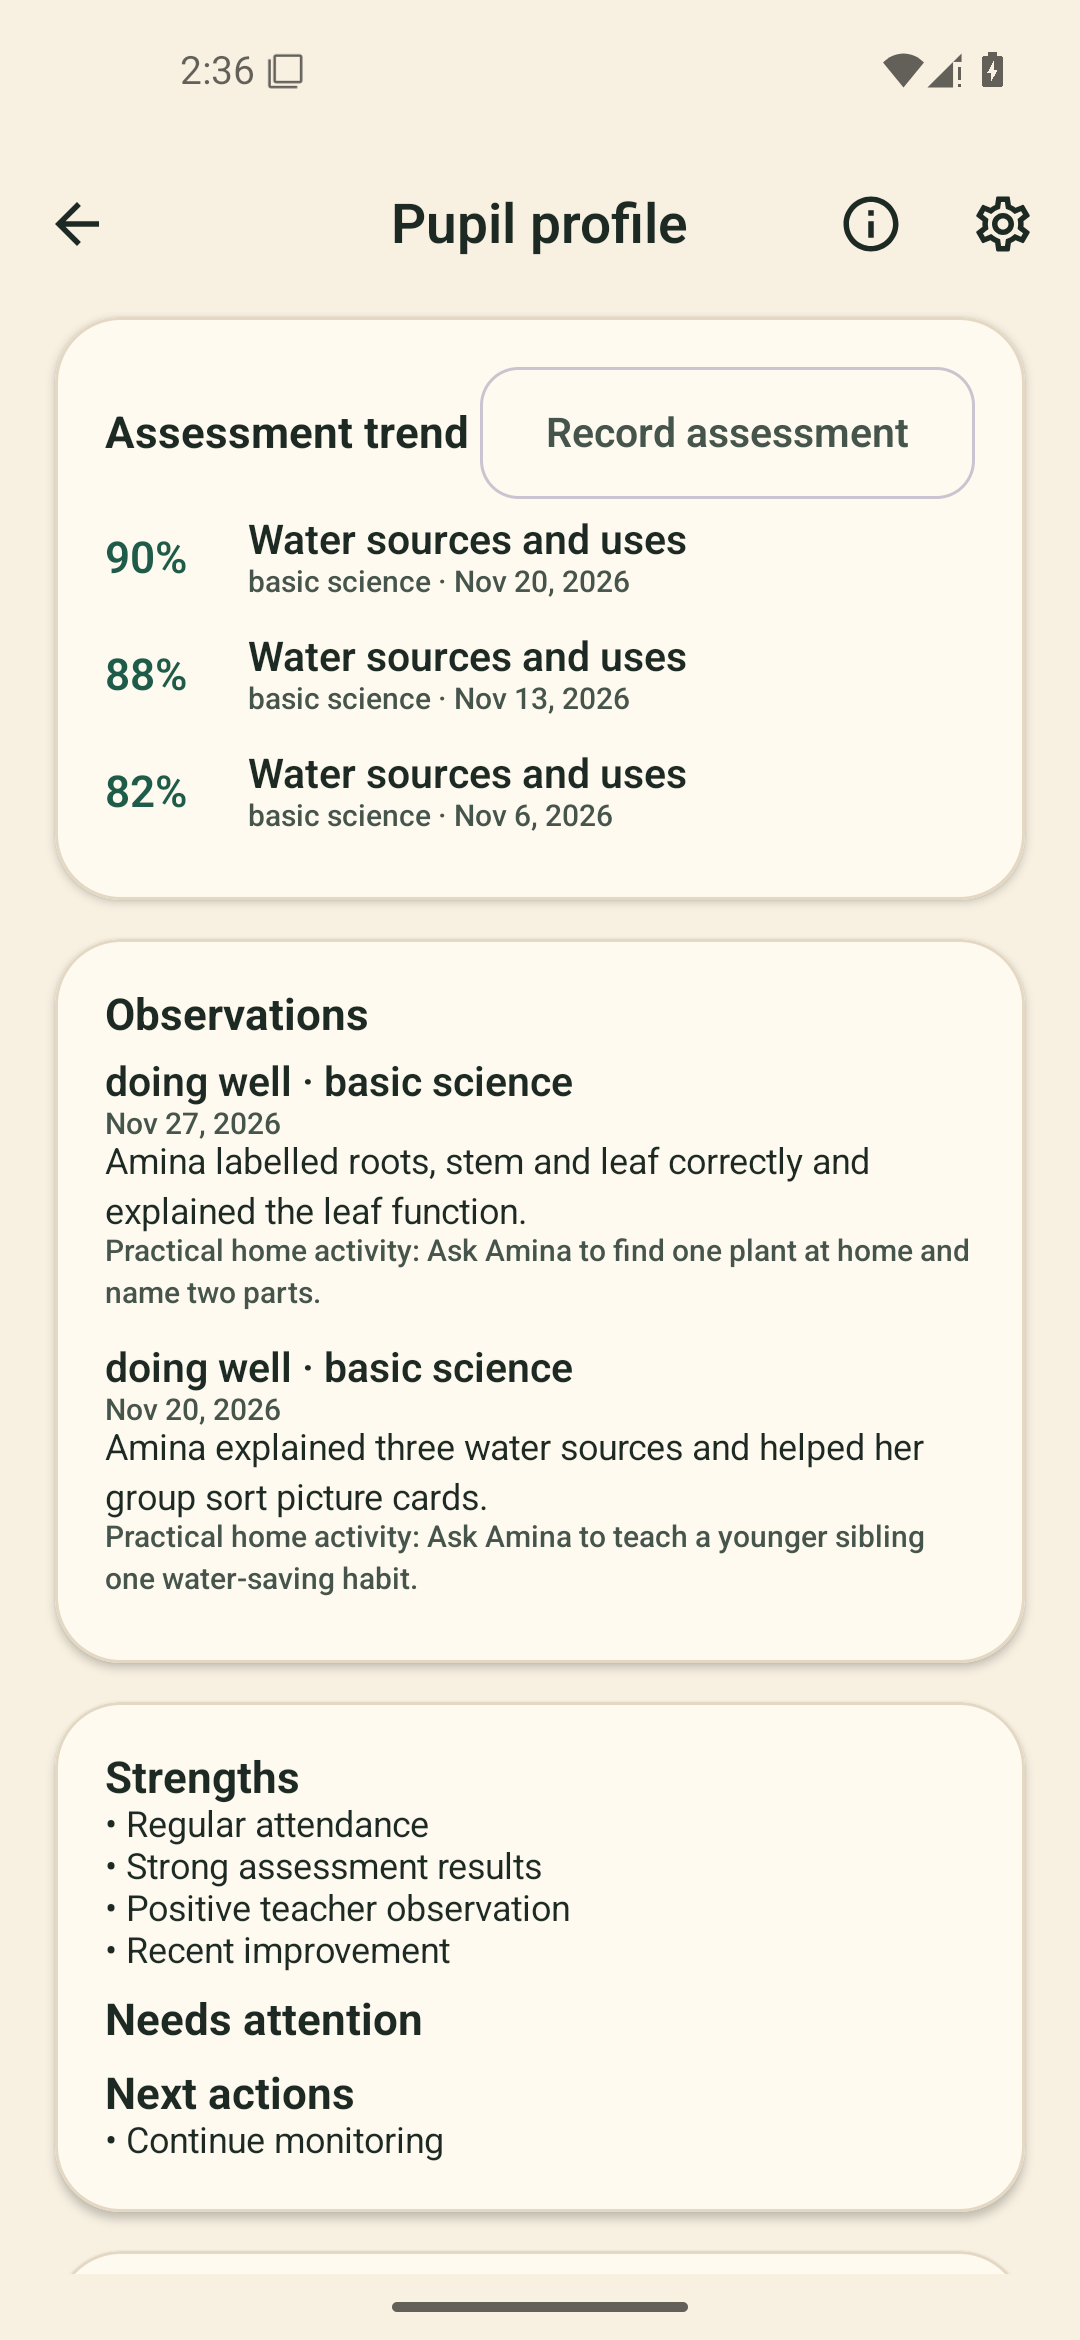 2:36
Pupil profile
Assessment trend
Record assessment
90%
Water sources and uses
basic science · Nov 20, 2026
88%
Water sources and uses
basic science · Nov 13, 2026
82%
Water sources and uses
basic science · Nov 6, 2026
Observations
doing well · basic science
Nov 27, 2026
Amina labelled roots, stem and leaf correctly and
explained the leaf function.
Practical home activity: Ask Amina to find one plant at home and
name two parts.
doing well · basic science
Nov 20, 2026
Amina explained three water sources and helped her
group sort picture cards.
Practical home activity: Ask Amina to teach a younger sibling
one water-saving habit.
Strengths
• Regular attendance
• Strong assessment results
• Positive teacher observation
• Recent improvement
Needs attention
Next actions
• Continue monitoring